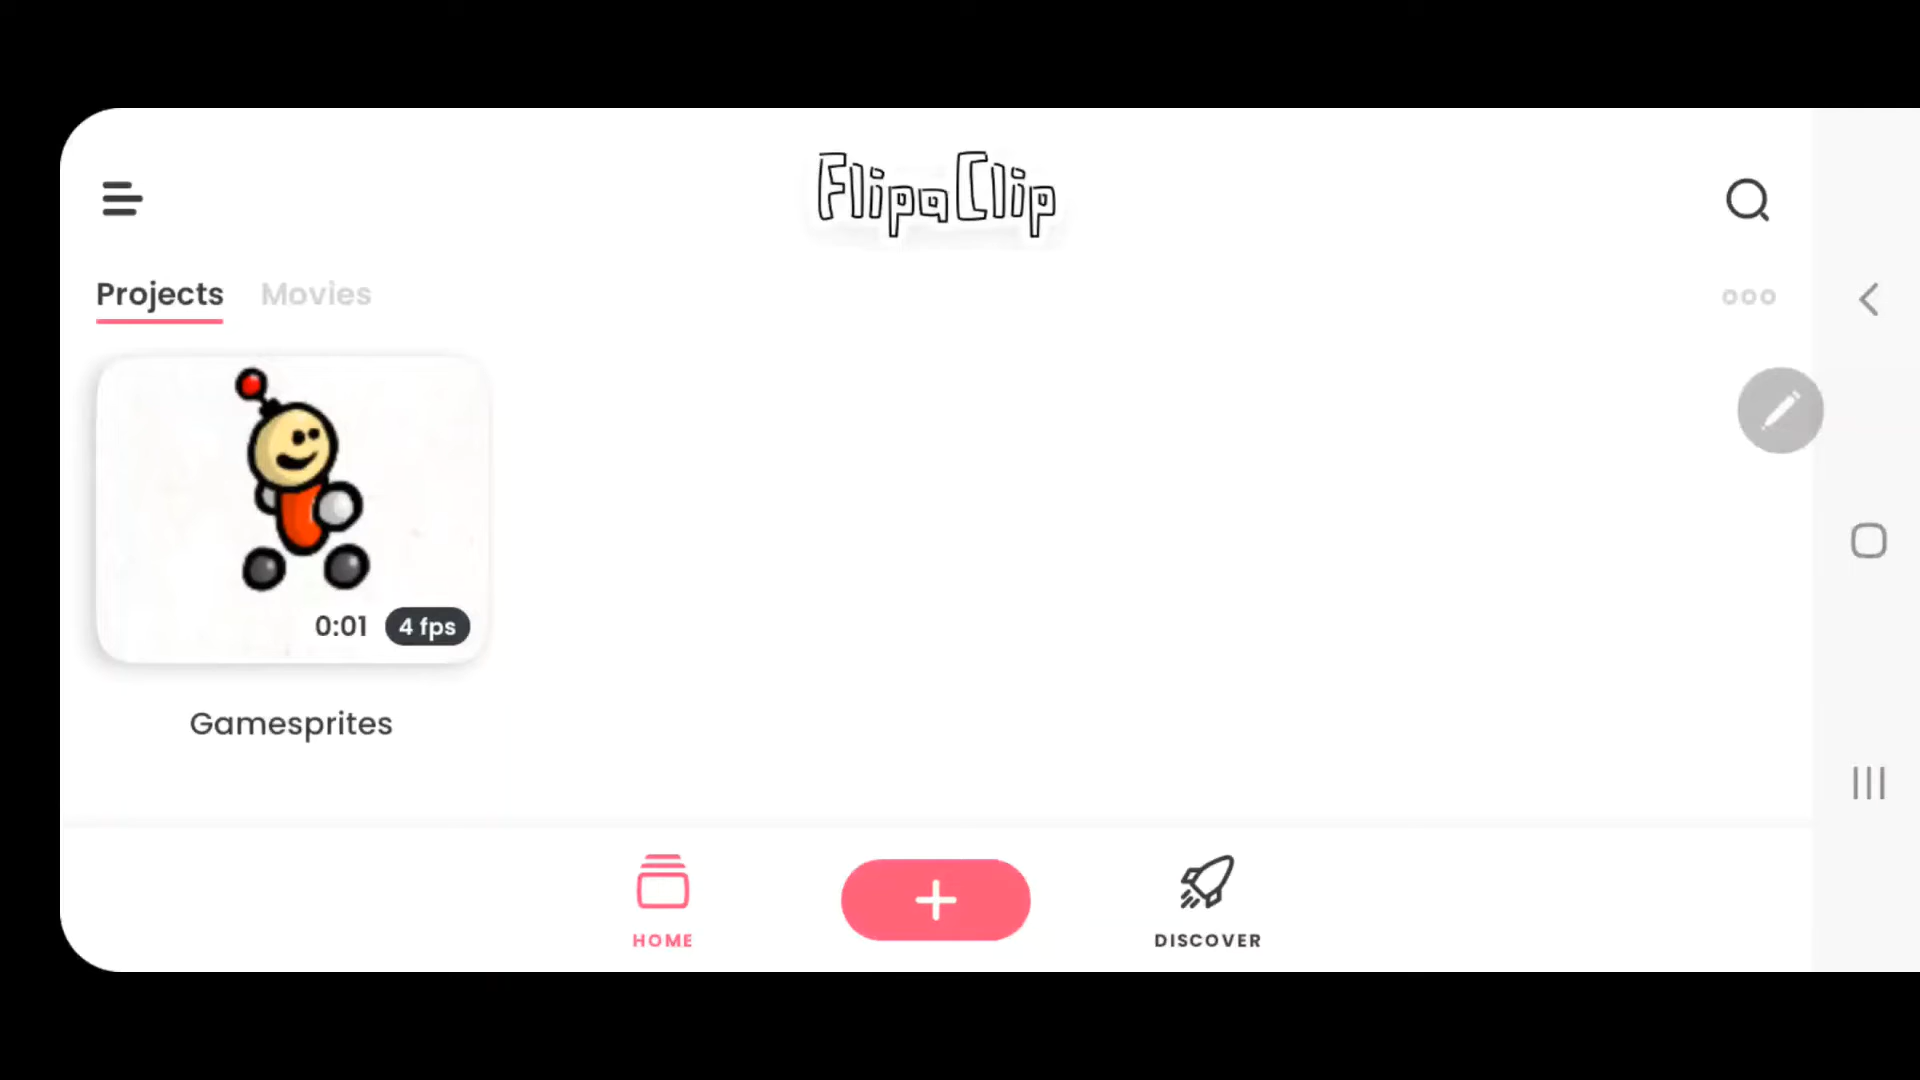 FlipaClip
Projects
Movies
0:01
4 fps
Gamesprites
HOME
DISCOVER